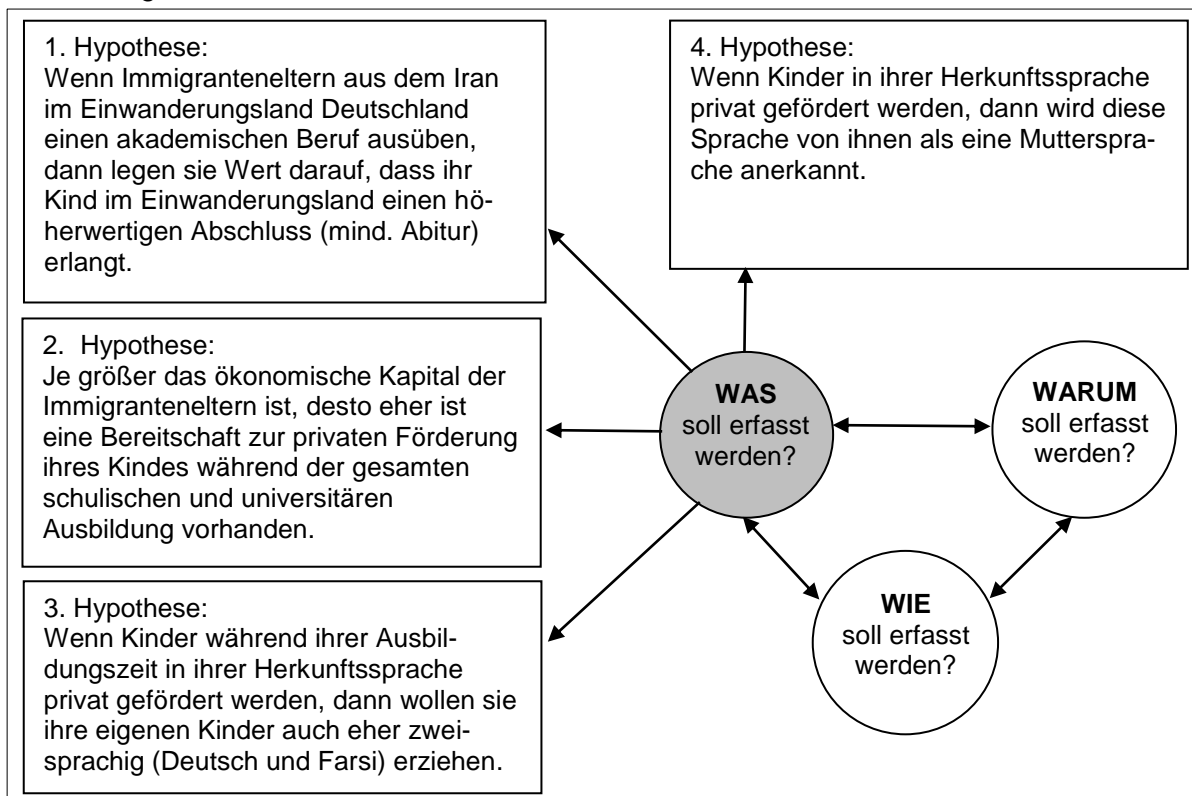 1. Hypothese:
Wenn Immigranteneltern aus dem Iran
im Einwanderungsland Deutschland
einen akademischen Beruf ausüben,
dann legen sie Wert darauf, dass ihr
Kind im Einwanderungsland einen hö-
herwertigen Abschluss (mind. Abitur)
erlangt.
4. Hypothese:
Wenn Kinder in ihrer Herkunftssprache
privat gefördert werden, dann wird diese
Sprache von ihnen als eine Mutterspra-
che anerkannt.
2. Hypothese:
Je größer das ökonomische Kapital der
Immigranteneltern ist, desto eher ist
eine Bereitschaft zur privaten Förderung
ihres Kindes während der gesamten
schulischen und universitären
Ausbildung vorhanden.
WAS
soll erfasst
werden?
WARUM
soll erfasst
werden?
3. Hypothese:
Wenn Kinder während ihrer Ausbil-
dungszeit in ihrer Herkunftssprache
privat gefördert werden, dann wollen sie
ihre eigenen Kinder auch eher zwei-
sprachig (Deutsch und Farsi) erziehen.
WIE
soll erfasst
werden?